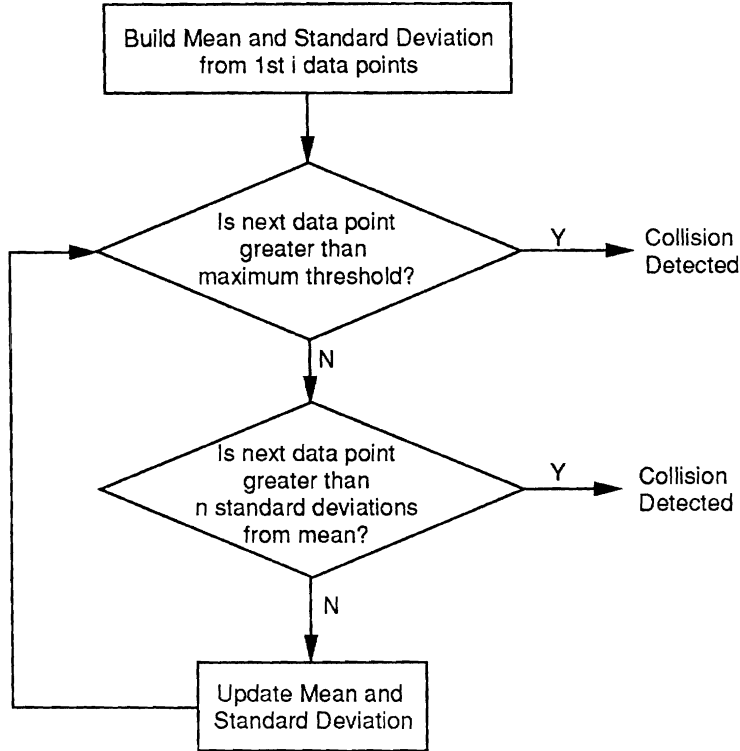 Build Mean and Standard Deviation
from 1st i data points
Is next data point
greater than
maximum threshold?
Y
Collision
Detected
N
Is next data point
greater than
n standard deviations
from mean?
Y
Collision
Detected
N
Update Mean and
Standard Deviation